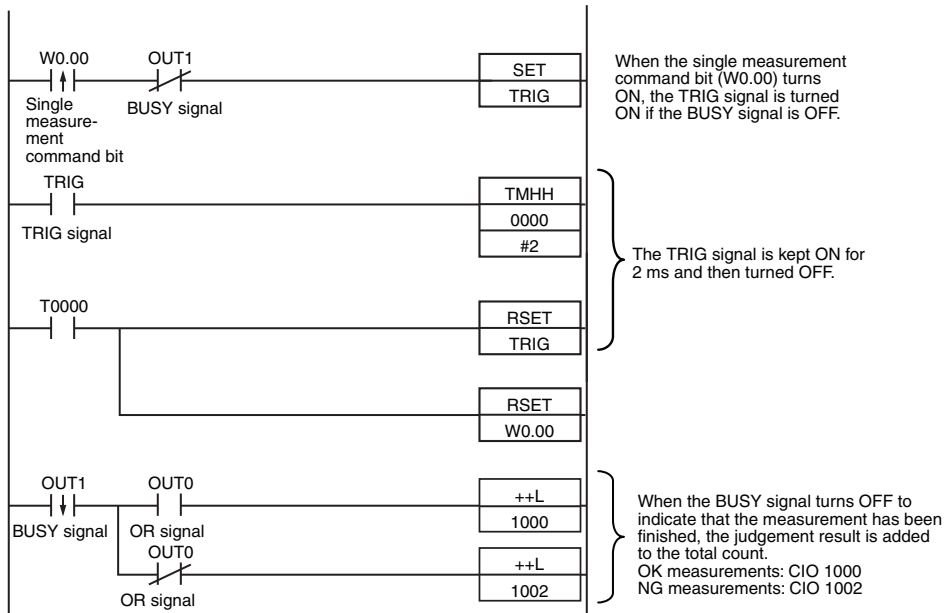 W0.00
OUT1
SET
TRIG
Single
measure-
ment
command bit
BUSY signal
When the single measurement
command bit (W0.00) turns
ON, the TRIG signal is turned
ON if the BUSY signal is OFF.
TRIG
TRIG signal
TMHH
0000
#2
The TRIG signal is kept ON for
2 ms and then turned OFF.
T0000
RSET
TRIG
RSET
W0.00
OUT1
BUSY signal
OUT0
OR signal
++L
1000
OUT0
OR signal
++L
1002
When the BUSY signal turns OFF to
indicate that the measurement has been
finished, the judgement result is added
to the total count.
OK measurements: CIO 1000
NG measurements: CIO 1002